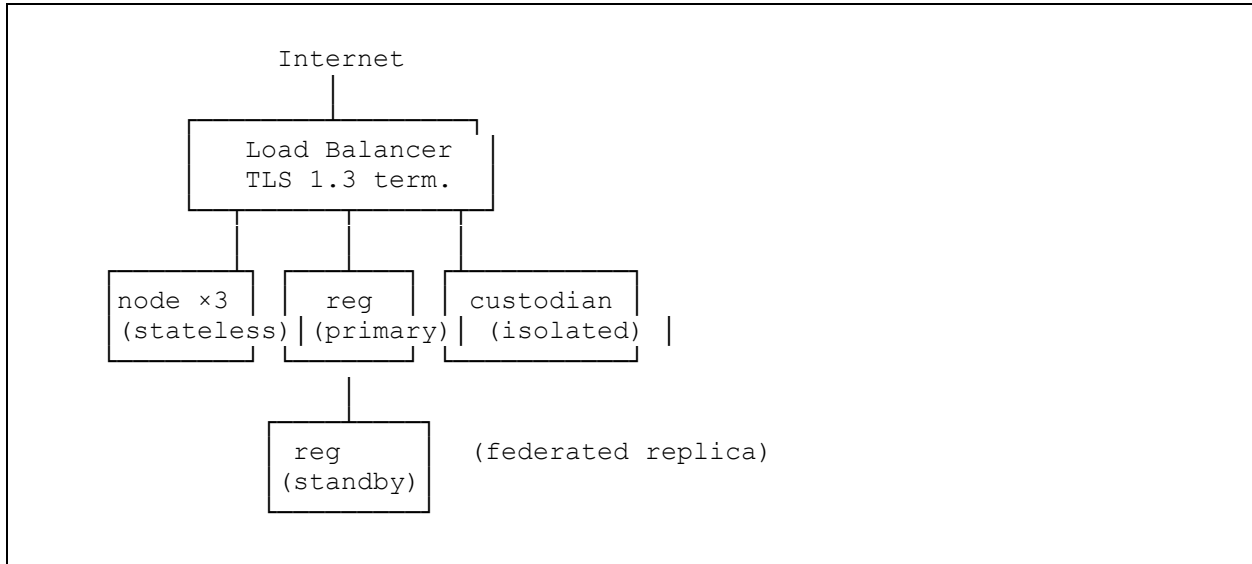 Internet
Load Balancer
TLS 1.3 term.
node ×3 reg custodian
(stateless) (primary) (isolated)
reg (federated replica)
(standby)